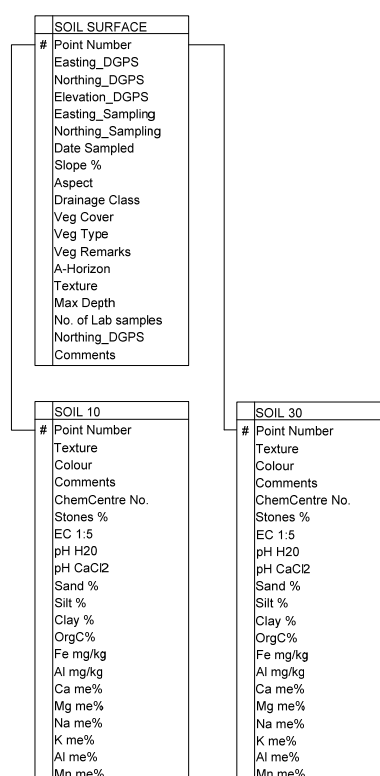 SOIL SURFACE
# Point Number
Easting_DGPS
Northing_DGPS
Elevation_DGPS
Easting_Sampling
Northing_Sampling
Date Sampled
Slope %
Aspect
Drainage Class
Veg Cover
Veg Type
Veg Remarks
A-Horizon
Texture
Max Depth
No. of Lab samples
Northing_DGPS
Comments
SOIL 10
# Point Number
Texture
Colour
Comments
ChemCentre No.
Stones %
EC 1:5
pH H20
pH CaCl2
Sand %
Silt %
Clay %
OrgC%
Fe mg/kg
Al mg/kg
Ca me%
Mg me%
Na me%
K me%
Al me%
Mn me%
SOIL 30
# Point Number
Texture
Colour
Comments
ChemCentre No.
Stones %
EC 1:5
pH H20
pH CaCl2
Sand %
Silt %
Clay %
OrgC%
Fe mg/kg
Al mg/kg
Ca me%
Mg me%
Na me%
K me%
Al me%
Mn me%